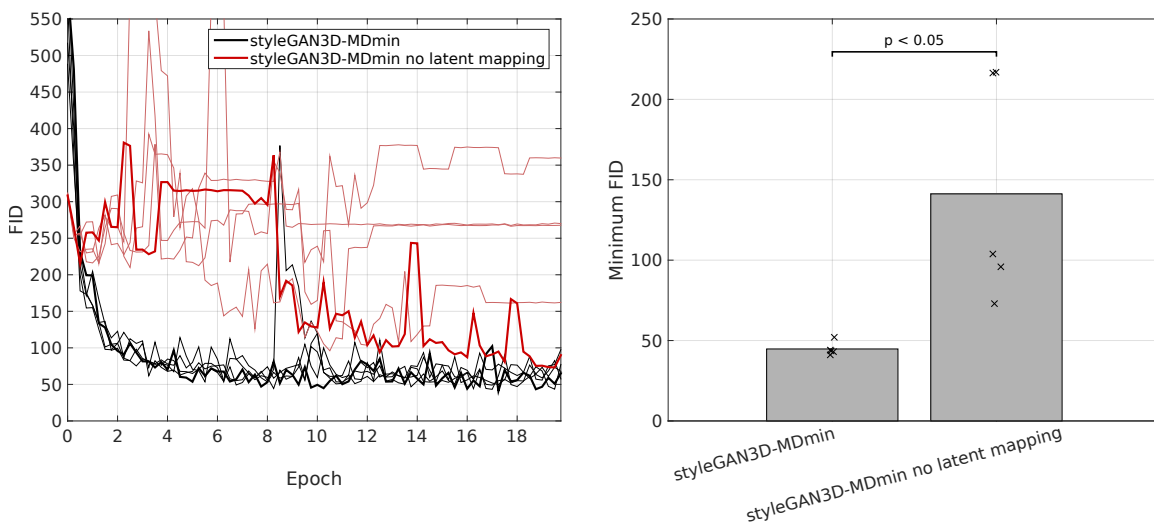 550
500
450
400
350
300
250
200
150
100
50
0
FID
0 2 4 6 8 10 12 14 16 18
Epoch
styleGAN3D-MDmin
styleGAN3D-MDmin no latent mapping
250
200
150
100
50
0
Minimum FID
p < 0.05
styleGAN3D-MDmin
styleGAN3D-MDmin no latent mapping